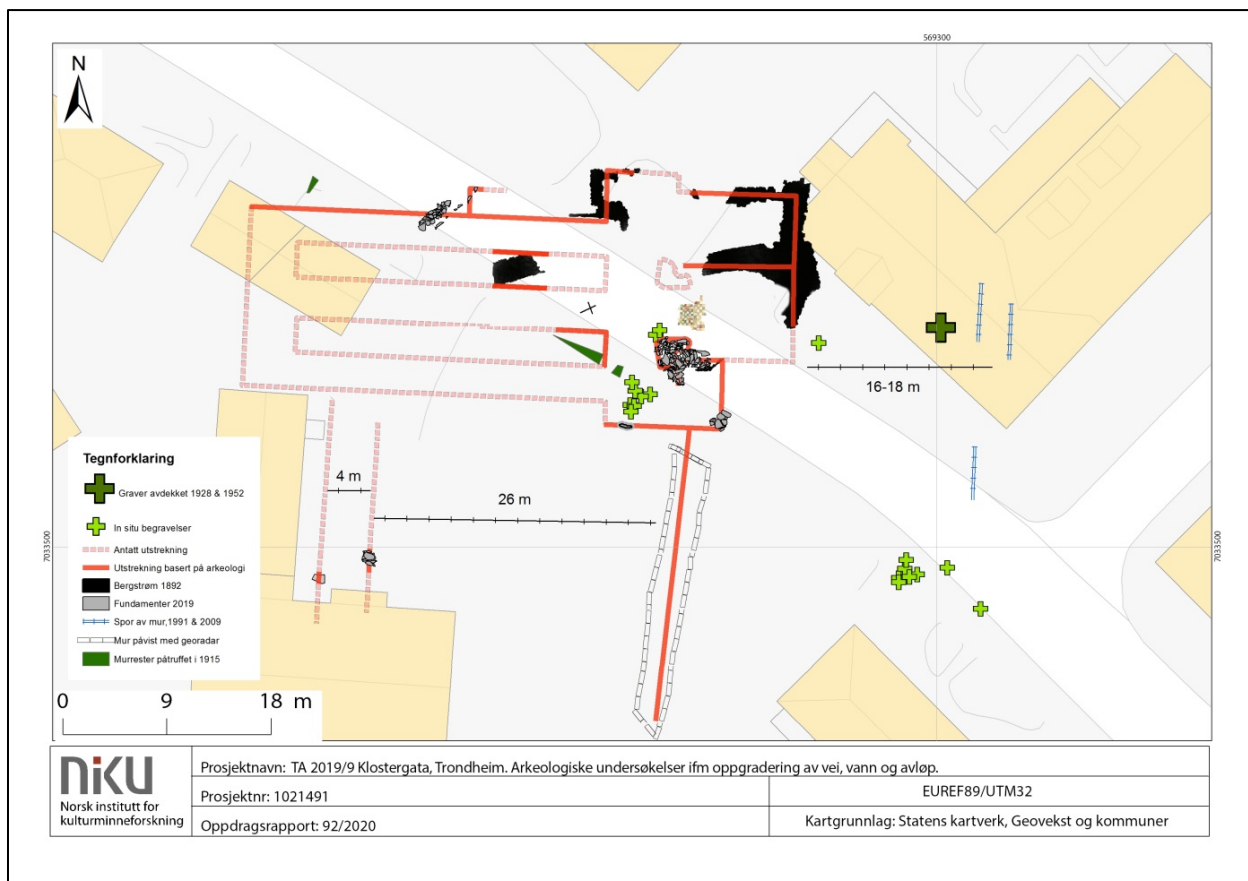 569300
N
16-18 m
4 m
26 m
7033500
7033500
Tegnforklaring
Graver avdekket 1928 & 1952
In situ begravelser
Antatt utstrekning
Utstrekning basert på arkeologi
Bergstrøm 1892
Fundamenter 2019
Spor av mur,1991 & 2009
Mur påvist med georadar
Murrester påtruffet i 1915
0 9 18 m
NIKU
Norsk institutt for
kulturminneforskning
Prosjektnavn: TA 2019/9 Klostergata, Trondheim. Arkeologiske undersøkelser ifm oppgradering av vei, vann og avløp.
Prosjektnr: 1021491
EUREF89/UTM32
Oppdragsrapport: 92/2020
Kartgrunnlag: Statens kartverk, Geovekst og kommuner